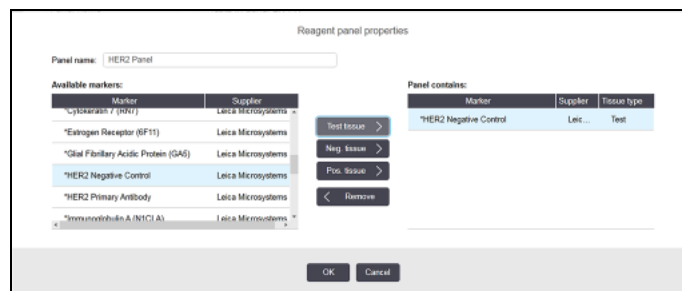 Reagent panel properties
Panel name: HER2 Panel
Available markers:
Panel contains:
Marker Supplier
Marker Supplier Tissue type
*Cytokeratin 7 (RN7) Leica Microsystems
*HER2 Negative Control Leic... Test
*Estrogen Receptor (6F11) Leica Microsystems
*Glial Fibrillary Acidic Protein (GA5) Leica Microsystems
*HER2 Negative Control Leica Microsystems
*HER2 Primary Antibody Leica Microsystems
*Immunoglobulin A (N1CLA) Leica Microsystems
Test tissue >
Neg. tissue >
Pos. tissue >
< Remove
OK Cancel